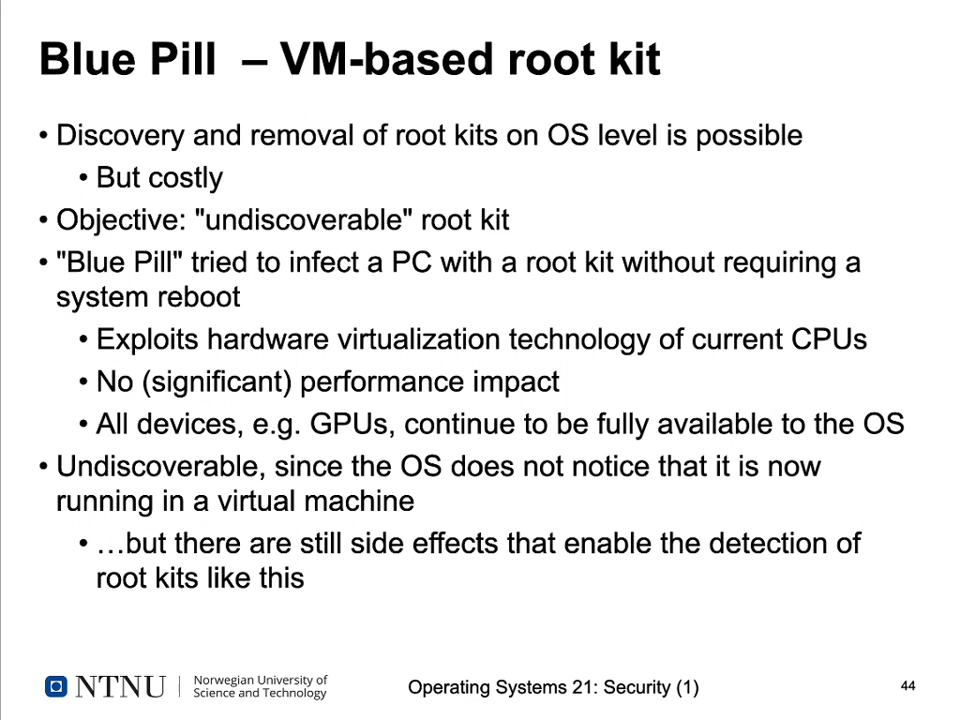 Blue Pill – VM-based root kit
• Discovery and removal of root kits on OS level is possible
• But costly
• Objective: "undiscoverable" root kit
• "Blue Pill" tried to infect a PC with a root kit without requiring a
system reboot
• Exploits hardware virtualization technology of current CPUs
• No (significant) performance impact
• All devices, e.g. GPUs, continue to be fully available to the OS
• Undiscoverable, since the OS does not notice that it is now
running in a virtual machine
• …but there are still side effects that enable the detection of
root kits like this
NTNU
Norwegian University of
Science and Technology
Operating Systems 21: Security (1)
44